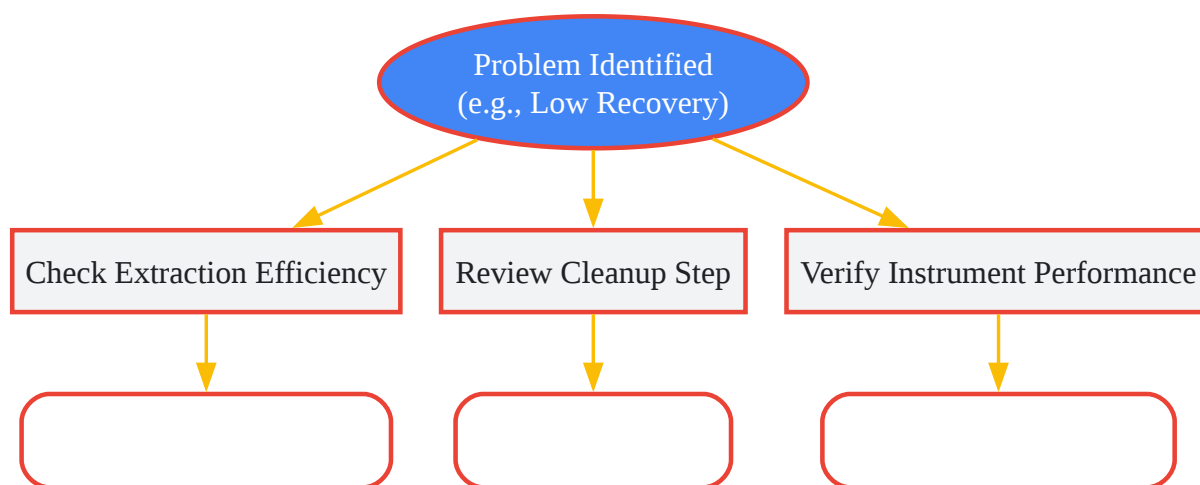 Problem Identified
(e.g., Low Recovery)
Check Extraction Efficiency
Review Cleanup Step
Verify Instrument Performance